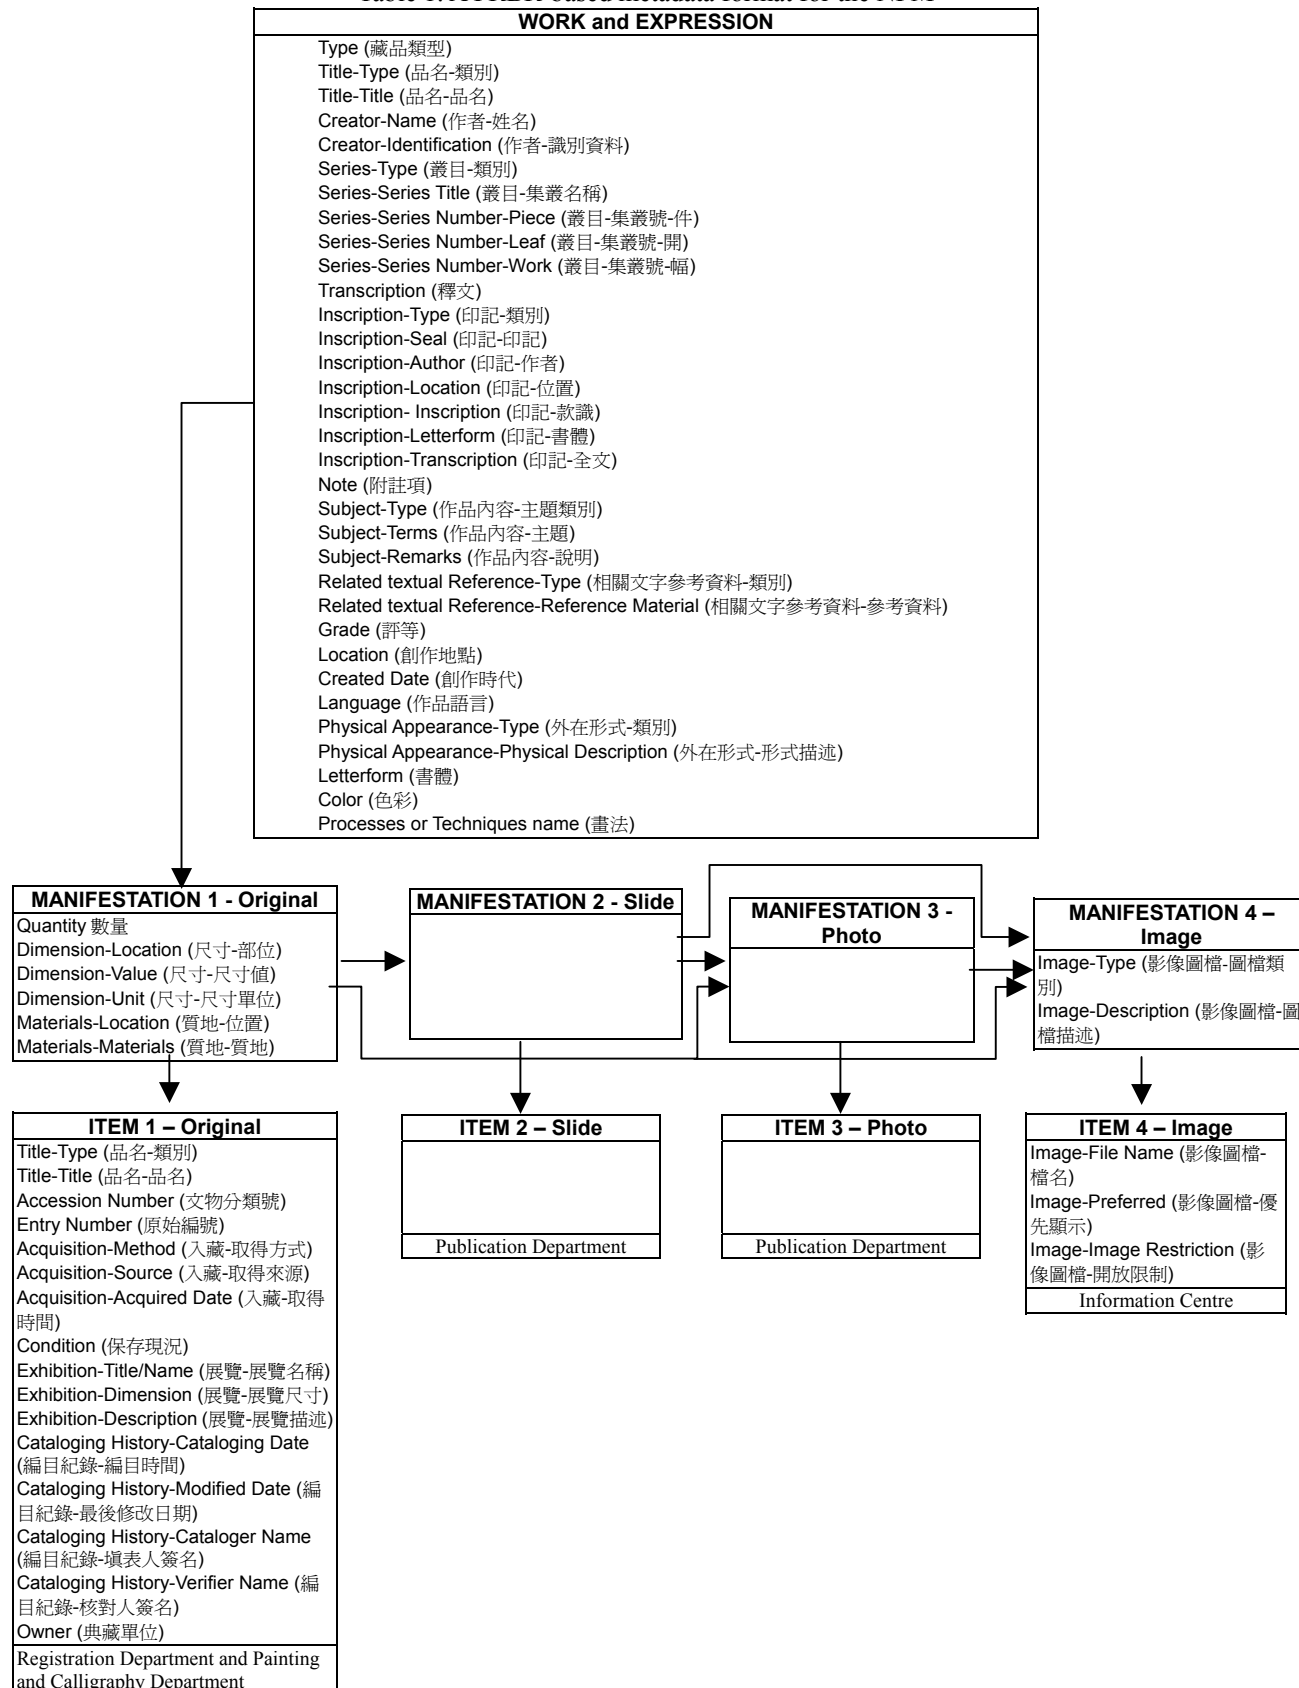 WORK and EXPRESSION
Type (藏品類型)
Title-Type (品名-類別)
Title-Title (品名-品名)
Creator-Name (作者-姓名)
Creator-Identification (作者-識別資料)
Series-Type (叢目-類別)
Series-Series Title (叢目-集叢名稱)
Series-Series Number-Piece (叢目-集叢號-件)
Series-Series Number-Leaf (叢目-集叢號-開)
Series-Series Number-Work (叢目-集叢號-幅)
Transcription (釋文)
Inscription-Type (印記-類別)
Inscription-Seal (印記-印記)
Inscription-Author (印記-作者)
Inscription-Location (印記-位置)
Inscription- Inscription (印記-款識)
Inscription-Letterform (印記-書體)
Inscription-Transcription (印記-全文)
Note (附註項)
Subject-Type (作品內容-主題類別)
Subject-Terms (作品內容-主題)
Subject-Remarks (作品內容-說明)
Related textual Reference-Type (相關文字參考資料-類別)
Related textual Reference-Reference Material (相關文字參考資料-參考資料)
Grade (評等)
Location (創作地點)
Created Date (創作時代)
Language (作品語言)
Physical Appearance-Type (外在形式-類別)
Physical Appearance-Physical Description (外在形式-形式描述)
Letterform (書體)
Color (色彩)
Processes or Techniques name (畫法)
MANIFESTATION 1 - Original
Quantity 數量
Dimension-Location (尺寸-部位)
Dimension-Value (尺寸-尺寸值)
Dimension-Unit (尺寸-尺寸單位)
Materials-Location (質地-位置)
Materials-Materials (質地-質地)
MANIFESTATION 2 - Slide
MANIFESTATION 3 -
Photo
MANIFESTATION 4 –
Image
Image-Type (影像圖檔-圖檔類
別)
Image-Description (影像圖檔-圖
檔描述)
ITEM 1 – Original
Title-Type (品名-類別)
Title-Title (品名-品名)
Accession Number (文物分類號)
Entry Number (原始編號)
Acquisition-Method (入藏-取得方式)
Acquisition-Source (入藏-取得來源)
Acquisition-Acquired Date (入藏-取得
時間)
Condition (保存現況)
Exhibition-Title/Name (展覽-展覽名稱)
Exhibition-Dimension (展覽-展覽尺寸)
Exhibition-Description (展覽-展覽描述)
Cataloging History-Cataloging Date
(編目紀錄-編目時間)
Cataloging History-Modified Date (編
目紀錄-最後修改日期)
Cataloging History-Cataloger Name
(編目紀錄-填表人簽名)
Cataloging History-Verifier Name (編
目紀錄-核對人簽名)
Owner (典藏單位)
Registration Department and Painting
and Calligraphy Department
ITEM 2 – Slide
Publication Department
ITEM 3 – Photo
Publication Department
ITEM 4 – Image
Image-File Name (影像圖檔-
檔名)
Image-Preferred (影像圖檔-優
先顯示)
Image-Image Restriction (影
像圖檔-開放限制)
Information Centre